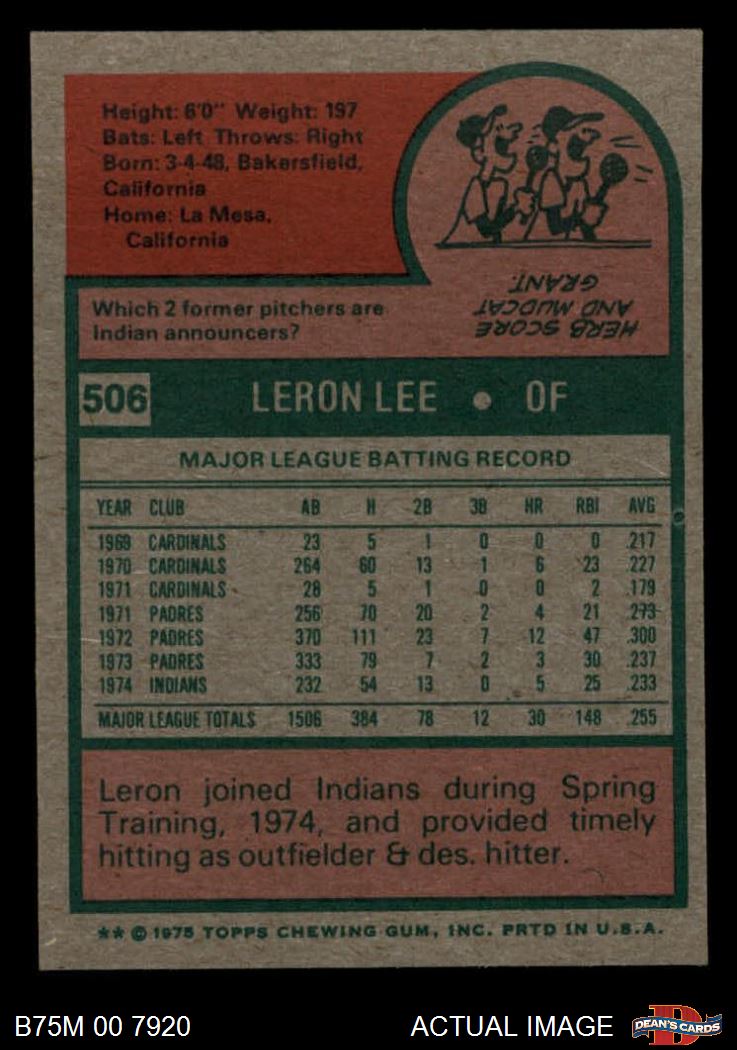 Height: 6'0" Weight: 197
Bats: Left Throws: Right
Born: 3-4-48, Bakersfield,
California
Home: La Mesa,
California
Which 2 former pitchers are
Indian announcers?
HERB SCORE
AND MUDCAT
GRANT.
506 LERON LEE • OF
MAJOR LEAGUE BATTING RECORD
YEAR CLUB AB H 2B 3B HR RBI AVG
1969 CARDINALS 23 5 1 0 0 0 .217
1970 CARDINALS 264 60 13 1 6 23 .227
1971 CARDINALS 28 5 1 0 0 2 .179
1971 PADRES 256 70 20 2 4 21 .273
1972 PADRES 370 111 23 7 12 47 .300
1973 PADRES 333 79 7 2 3 30 .237
1974 INDIANS 232 54 13 0 5 25 .233
MAJOR LEAGUE TOTALS 1506 384 78 12 30 148 .255
Leron joined Indians during Spring
Training, 1974, and provided timely
hitting as outfielder & des. hitter.
** © 1975 TOPPS CHEWING GUM, INC. PRTD IN U.S.A.
B75M 00 7920 ACTUAL IMAGE D DEAN'S CARDS